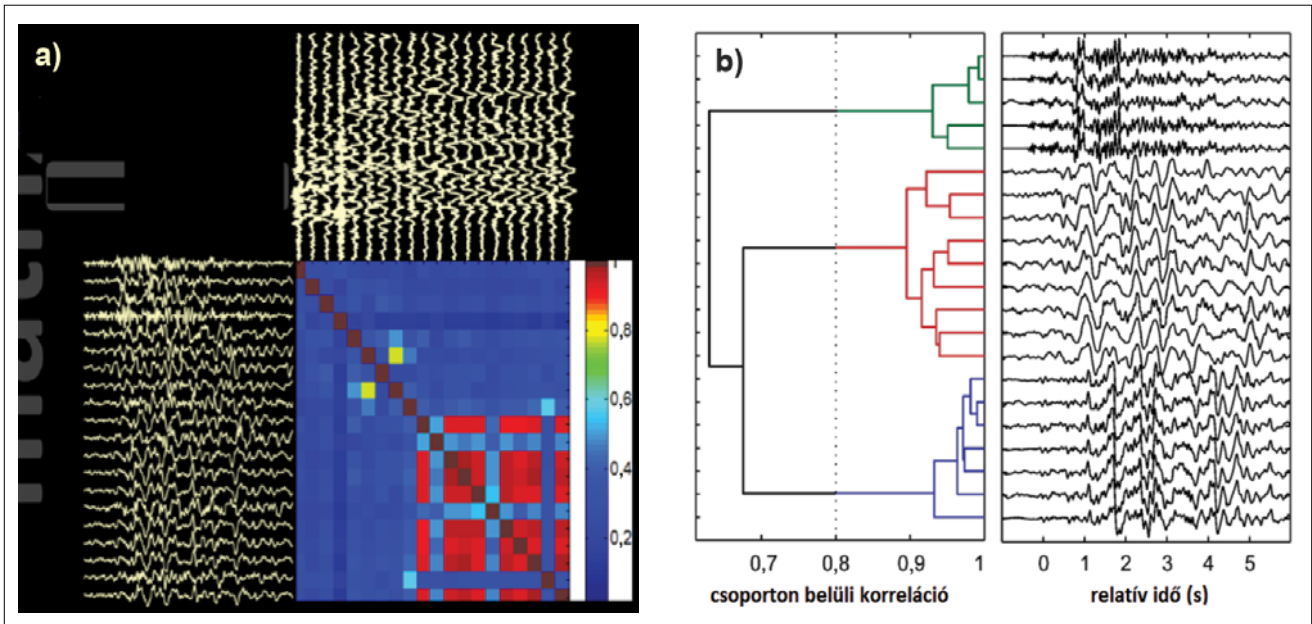 a)
1
0,8
0,6
0,4
0,2
b)
0,7 0,8 0,9 1
csoporton belüli korreláció
0 1 2 3 4 5
relatív idő (s)